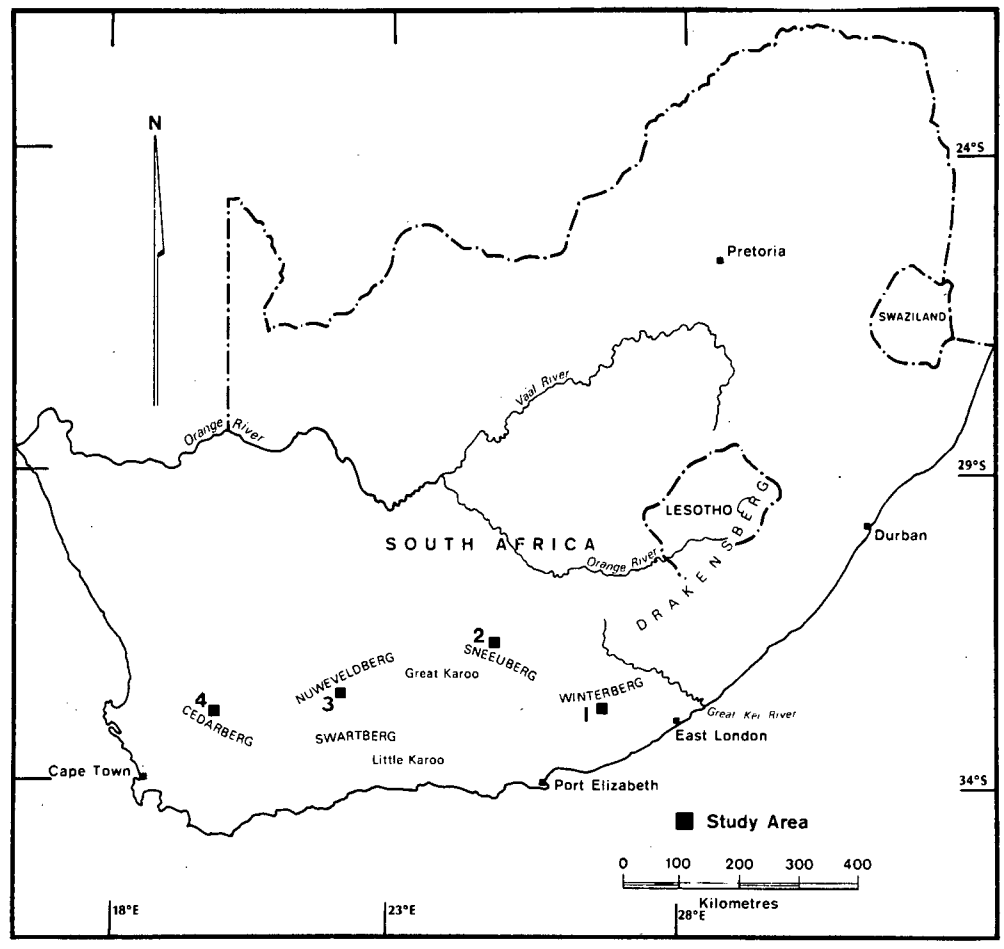 N
24°S
Pretoria
SWAZILAND
Vaal River
Orange River
29°S
LESOTHO
DRAKENSBERG
Durban
SOUTH AFRICA
Orange River
2
SNEEUBERG
NUWEVELDBERG
Great Karoo
3
WINTERBERG
1
4
CEDARBERG
Great Kei River
SWARTBERG
East London
Little Karoo
Cape Town
Port Elizabeth
34°S
Study Area
0 100 200 300 400
Kilometres
18°E
23°E
28°E